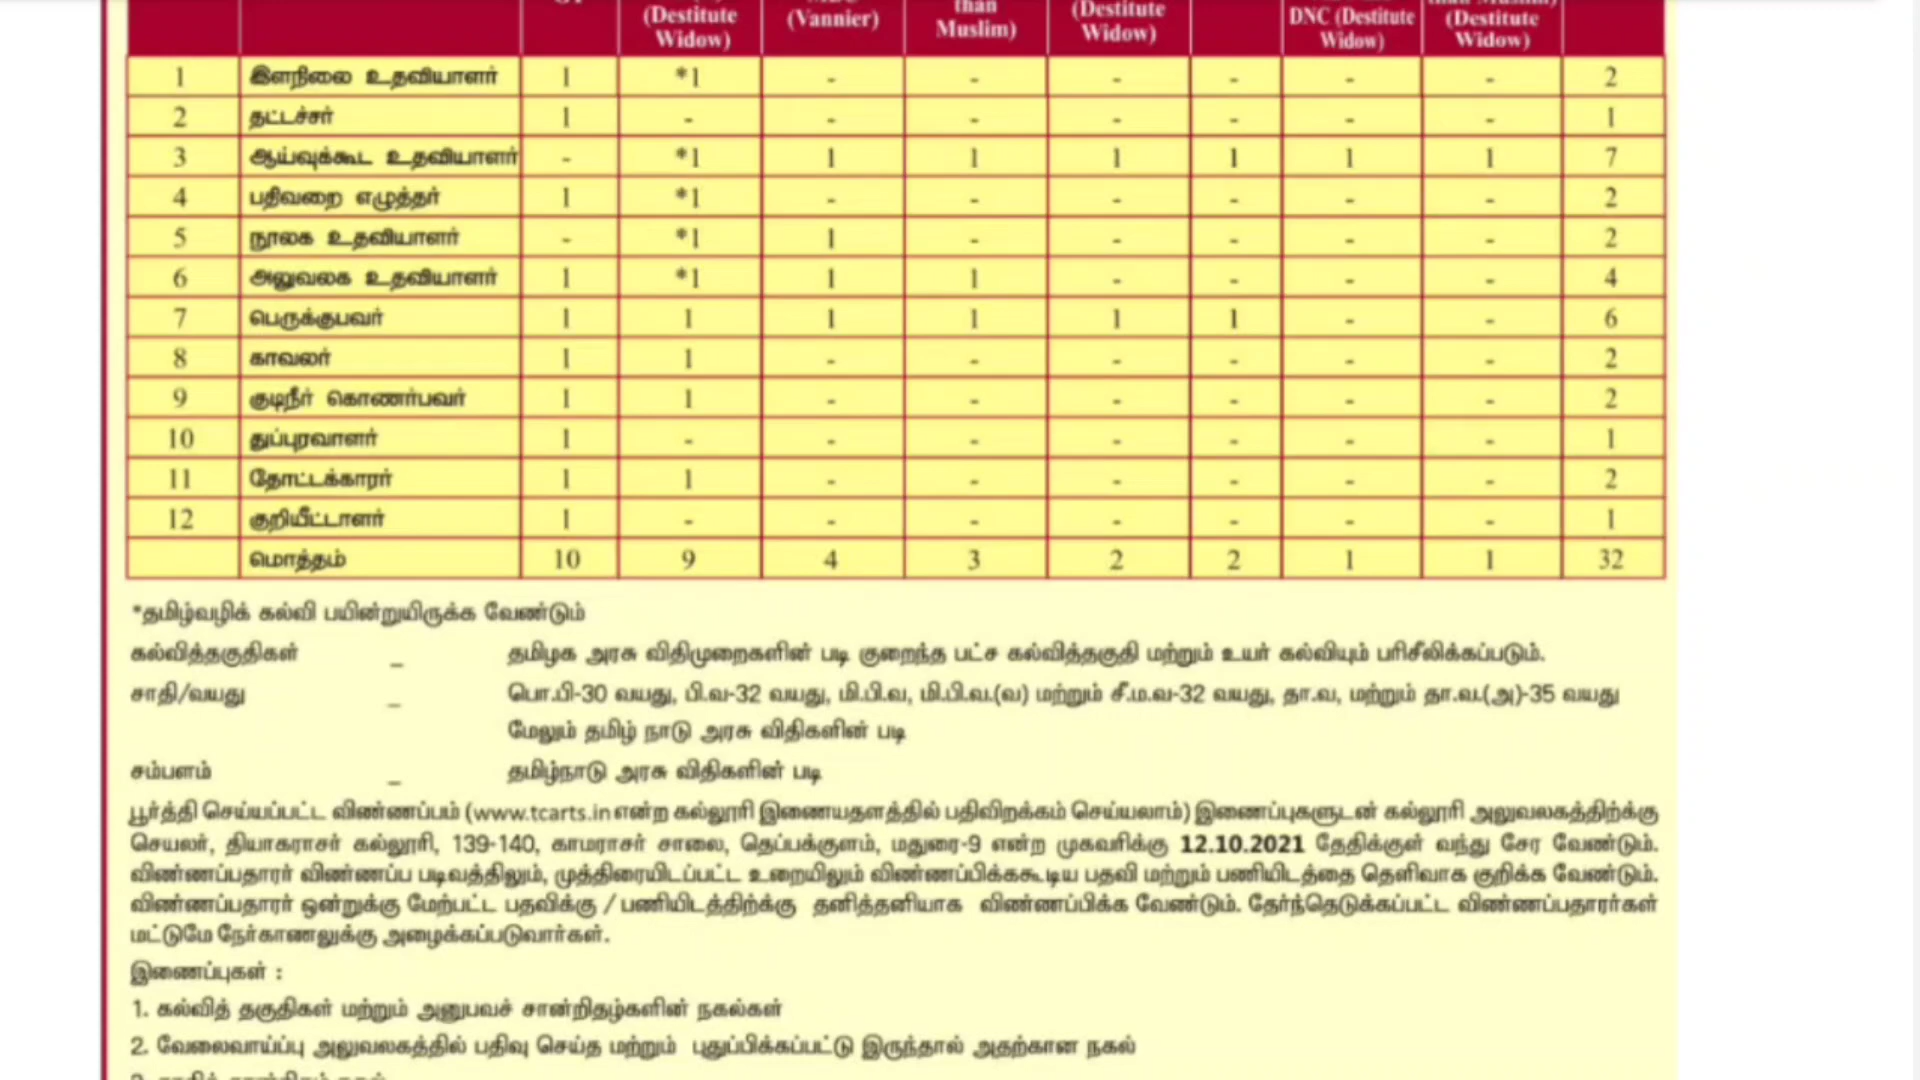 (Destitute Widow)
(Vannier)
than Muslim)
(Destitute Widow)
DNC (Destitute Widow)
than Muslim) (Destitute Widow)
1 இளநிலை உதவியாளர் 1 *1 - - - - - - 2
2 தட்டச்சர் 1 - - - - - - - 1
3 ஆய்வுக்கூட உதவியாளர் - *1 1 1 1 1 1 1 7
4 பதிவறை எழுத்தர் 1 *1 - - - - - - 2
5 நூலக உதவியாளர் - *1 1 - - - - - 2
6 அலுவலக உதவியாளர் 1 *1 1 1 - - - - 4
7 பெருக்குபவர் 1 1 1 1 1 1 - - 6
8 காவலர் 1 1 - - - - - - 2
9 குடிநீர் கொணர்பவர் 1 1 - - - - - - 2
10 துப்புரவாளர் 1 - - - - - - - 1
11 தோட்டக்காரர் 1 1 - - - - - - 2
12 குறியீட்டாளர் 1 - - - - - - - 1
மொத்தம் 10 9 4 3 2 2 1 1 32
*தமிழ்வழிக் கல்வி பயின்றுயிருக்க வேண்டும்
கல்வித்தகுதிகள் – தமிழக அரசு விதிமுறைகளின் படி குறைந்த பட்ச கல்வித்தகுதி மற்றும் உயர் கல்வியும் பரிசீலிக்கப்படும்.
சாதி/வயது – பொ.பி-30 வயது, பி.வ-32 வயது, மி.பி.வ, மி.பி.வ.(வ) மற்றும் சீ.ம.வ-32 வயது, தா.வ, மற்றும் தா.வ.(அ)-35 வயது
மேலும் தமிழ் நாடு அரசு விதிகளின் படி
சம்பளம் – தமிழ்நாடு அரசு விதிகளின் படி
பூர்த்தி செய்யப்பட்ட விண்ணப்பம் (www.tcarts.in என்ற கல்லூரி இணையதளத்தில் பதிவிறக்கம் செய்யலாம்) இணைப்புகளுடன் கல்லூரி அலுவலகத்திற்க்கு
செயலர், தியாகராசர் கல்லூரி, 139-140, காமராசர் சாலை, தெப்பக்குளம், மதுரை-9 என்ற முகவரிக்கு 12.10.2021 தேதிக்குள் வந்து சேர வேண்டும்.
விண்ணப்பதாரர் விண்ணப்ப படிவத்திலும், முத்திரையிடப்பட்ட உறையிலும் விண்ணப்பிக்ககூடிய பதவி மற்றும் பணியிடத்தை தெளிவாக குறிக்க வேண்டும்.
விண்ணப்பதாரர் ஒன்றுக்கு மேற்பட்ட பதவிக்கு / பணியிடத்திற்க்கு தனித்தனியாக விண்ணப்பிக்க வேண்டும். தேர்ந்தெடுக்கப்பட்ட விண்ணப்பதாரர்கள்
மட்டுமே நேர்காணலுக்கு அழைக்கப்படுவார்கள்.
இணைப்புகள் :
1. கல்வித் தகுதிகள் மற்றும் அனுபவச் சான்றிதழ்களின் நகல்கள்
2. வேலைவாய்ப்பு அலுவலகத்தில் பதிவு செய்த மற்றும் புதுப்பிக்கப்பட்டு இருந்தால் அதற்கான நகல்